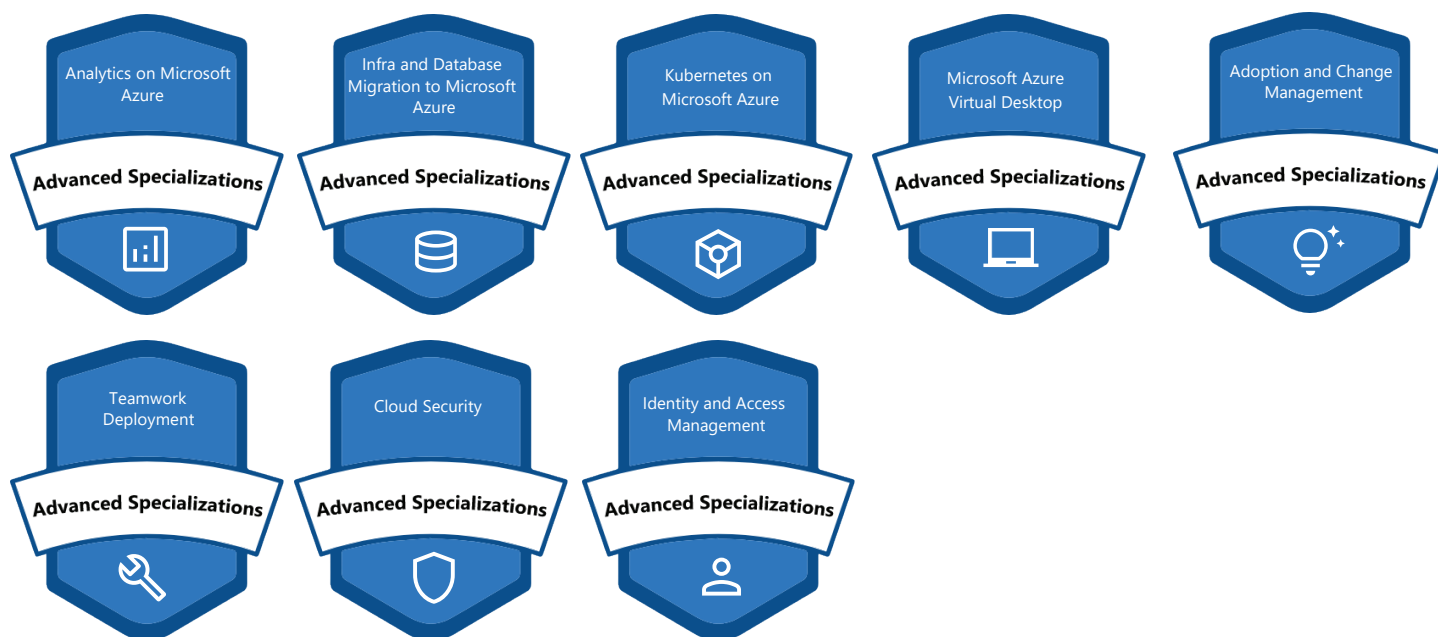 Analytics on Microsoft
Azure
Advanced Specializations
Infra and Database
Migration to Microsoft
Azure
Advanced Specializations
Kubernetes on
Microsoft Azure
Advanced Specializations
Microsoft Azure
Virtual Desktop
Advanced Specializations
Adoption and Change
Management
Advanced Specializations
Teamwork
Deployment
Advanced Specializations
Cloud Security
Advanced Specializations
Identity and Access
Management
Advanced Specializations